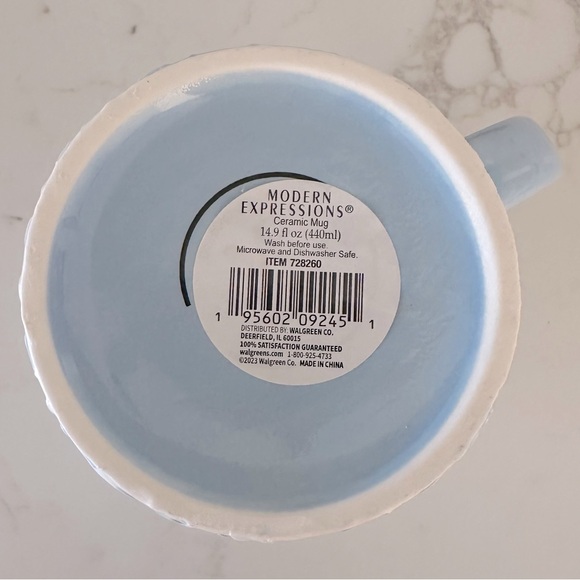 MODERN
EXPRESSIONS®
Ceramic Mug
14.9 fl oz (440ml)
Wash before use.
Microwave and Dishwasher Safe.
ITEM 728260
1 95602 09245 1
DISTRIBUTED BY: WALGREEN CO.
DEERFIELD, IL 60015
100% SATISFACTION GUARANTEED
walgreens.com 1-800-925-4733
©2023 Walgreen Co. MADE IN CHINA